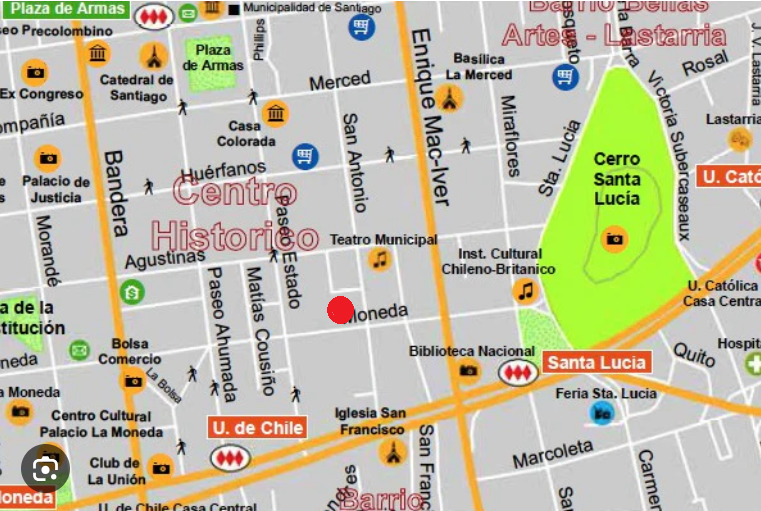 Plaza de Armas
Municipalidad de Santiago
Barrio Bellas
Artes - Lastarria
Precolombino
Plaza
de Armas
Phillips
Catedral de
Santiago
Ex Congreso
Merced
Enrique Mac-Iver
Basílica
La Merced
Rosal
Victoria Subercaseaux
J. V. Lastarria
Lastarria
Compañía
Casa
Colorada
San Antonio
Miraflores
Sta. Lucia
Cerro
Santa
Lucía
Huérfanos
Palacio de
Justicia
Bandera
Centro
Historico
U. Cató
Morandé
Paseo Estado
Teatro Municipal
Agustinas
Inst. Cultural
Chileno-Britanico
Paseo Ahumada
Matías Cousiño
U. Católica
Casa Centra
a de la
stitución
Moneda
Bolsa
Comercio
La Bolsa
neda
Biblioteca Nacional
Santa Lucia
Quito
Hospit
a Moneda
Feria Sta. Lucia
Centro Cultural
Palacio La Moneda
U. de Chile
Iglesia San
Francisco
San Franc
Marcoleta
Club de
La Unión
Carmen
Moneda
U. de Chile Casa Central
Barrio